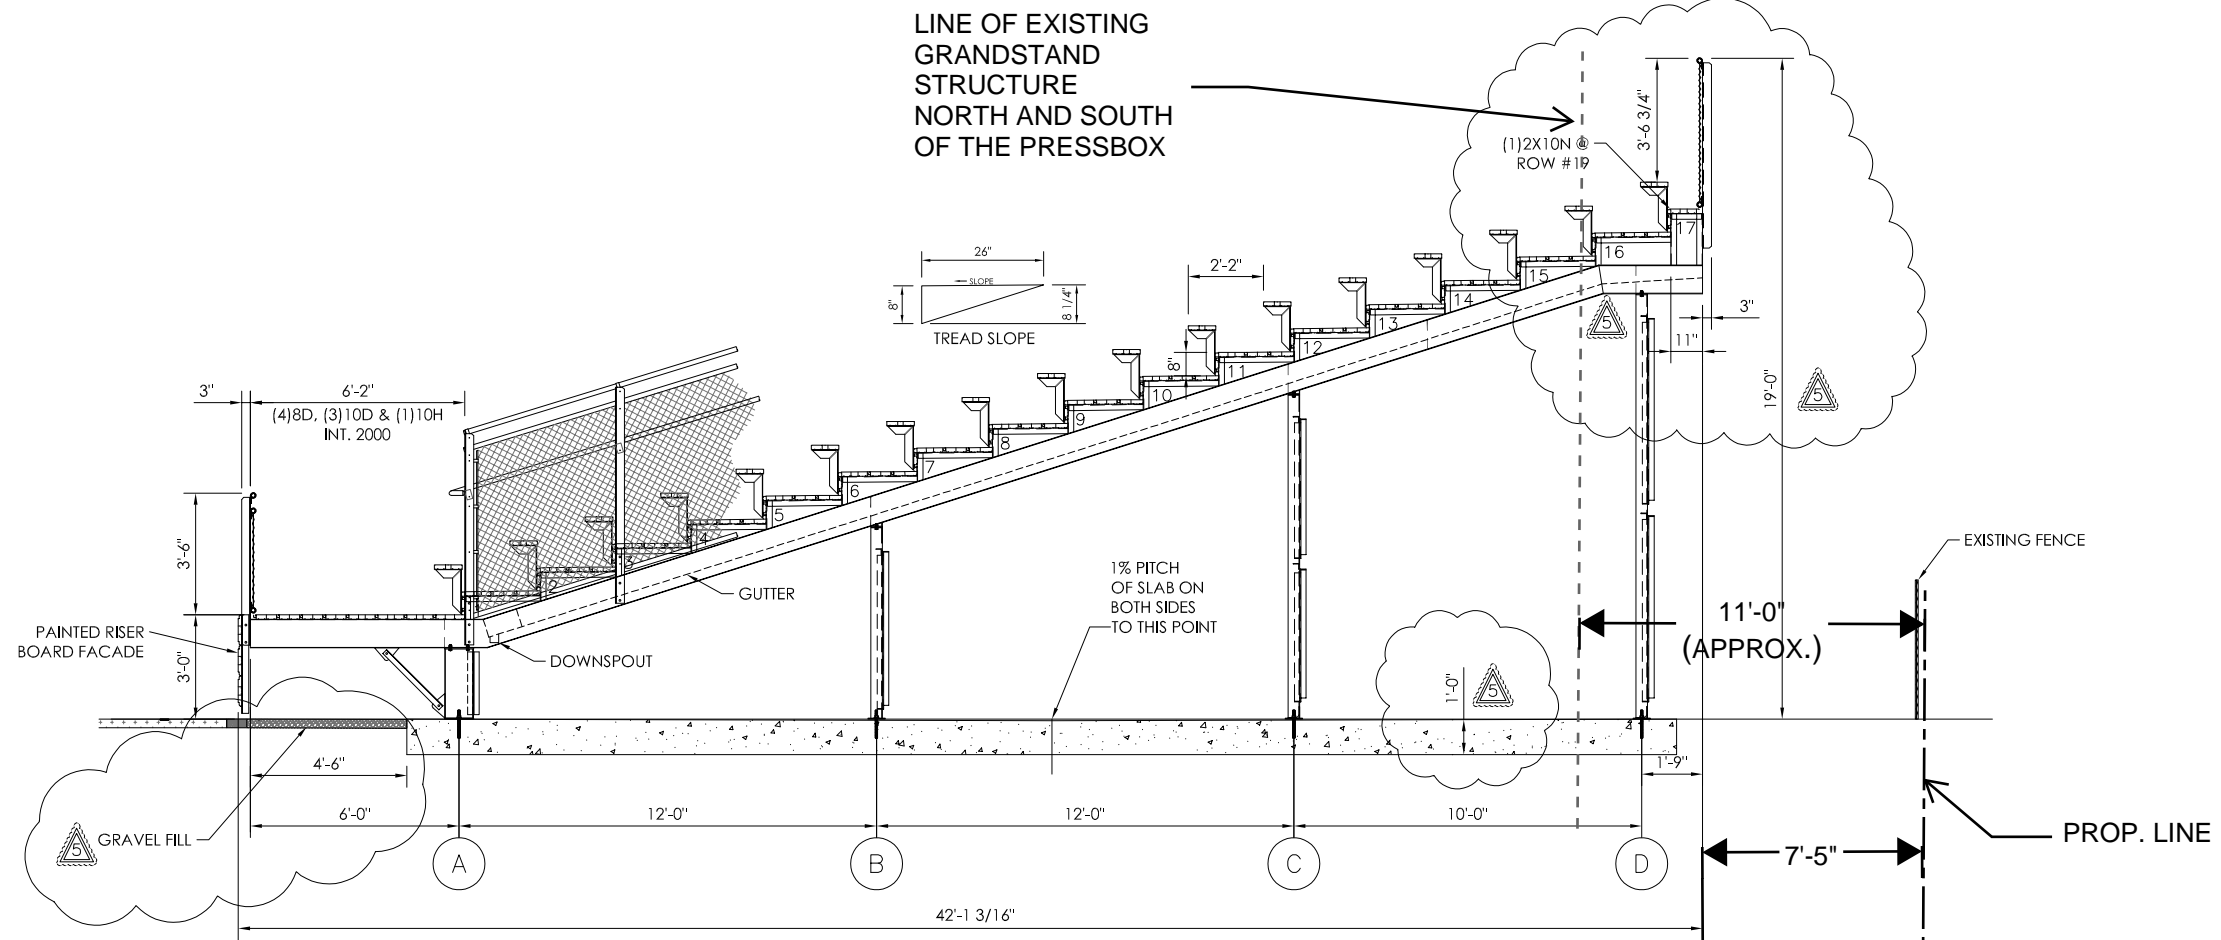 LINE OF EXISTING
GRANDSTAND
STRUCTURE
NORTH AND SOUTH
OF THE PRESSBOX
(1)2X10N @
ROW #19
3'-6 3/4"
19'-0"
26"
SLOPE
8"
8 1/4"
TREAD SLOPE
2'-2"
8"
3"
11"
5
5
3"
6'-2"
(4)8D, (3)10D & (1)10H
INT. 2000
2
3
4
5
6
7
8
9
10
11
12
13
14
15
16
17
3'-6"
3'-0"
PAINTED RISER
BOARD FACADE
GUTTER
DOWNSPOUT
1% PITCH
OF SLAB ON
BOTH SIDES
TO THIS POINT
1'-0"
5
EXISTING FENCE
11'-0"
(APPROX.)
4'-6"
1'-9"
6'-0"
12'-0"
12'-0"
10'-0"
5
GRAVEL FILL
A
B
C
D
7'-5"
PROP. LINE
42'-1 3/16"